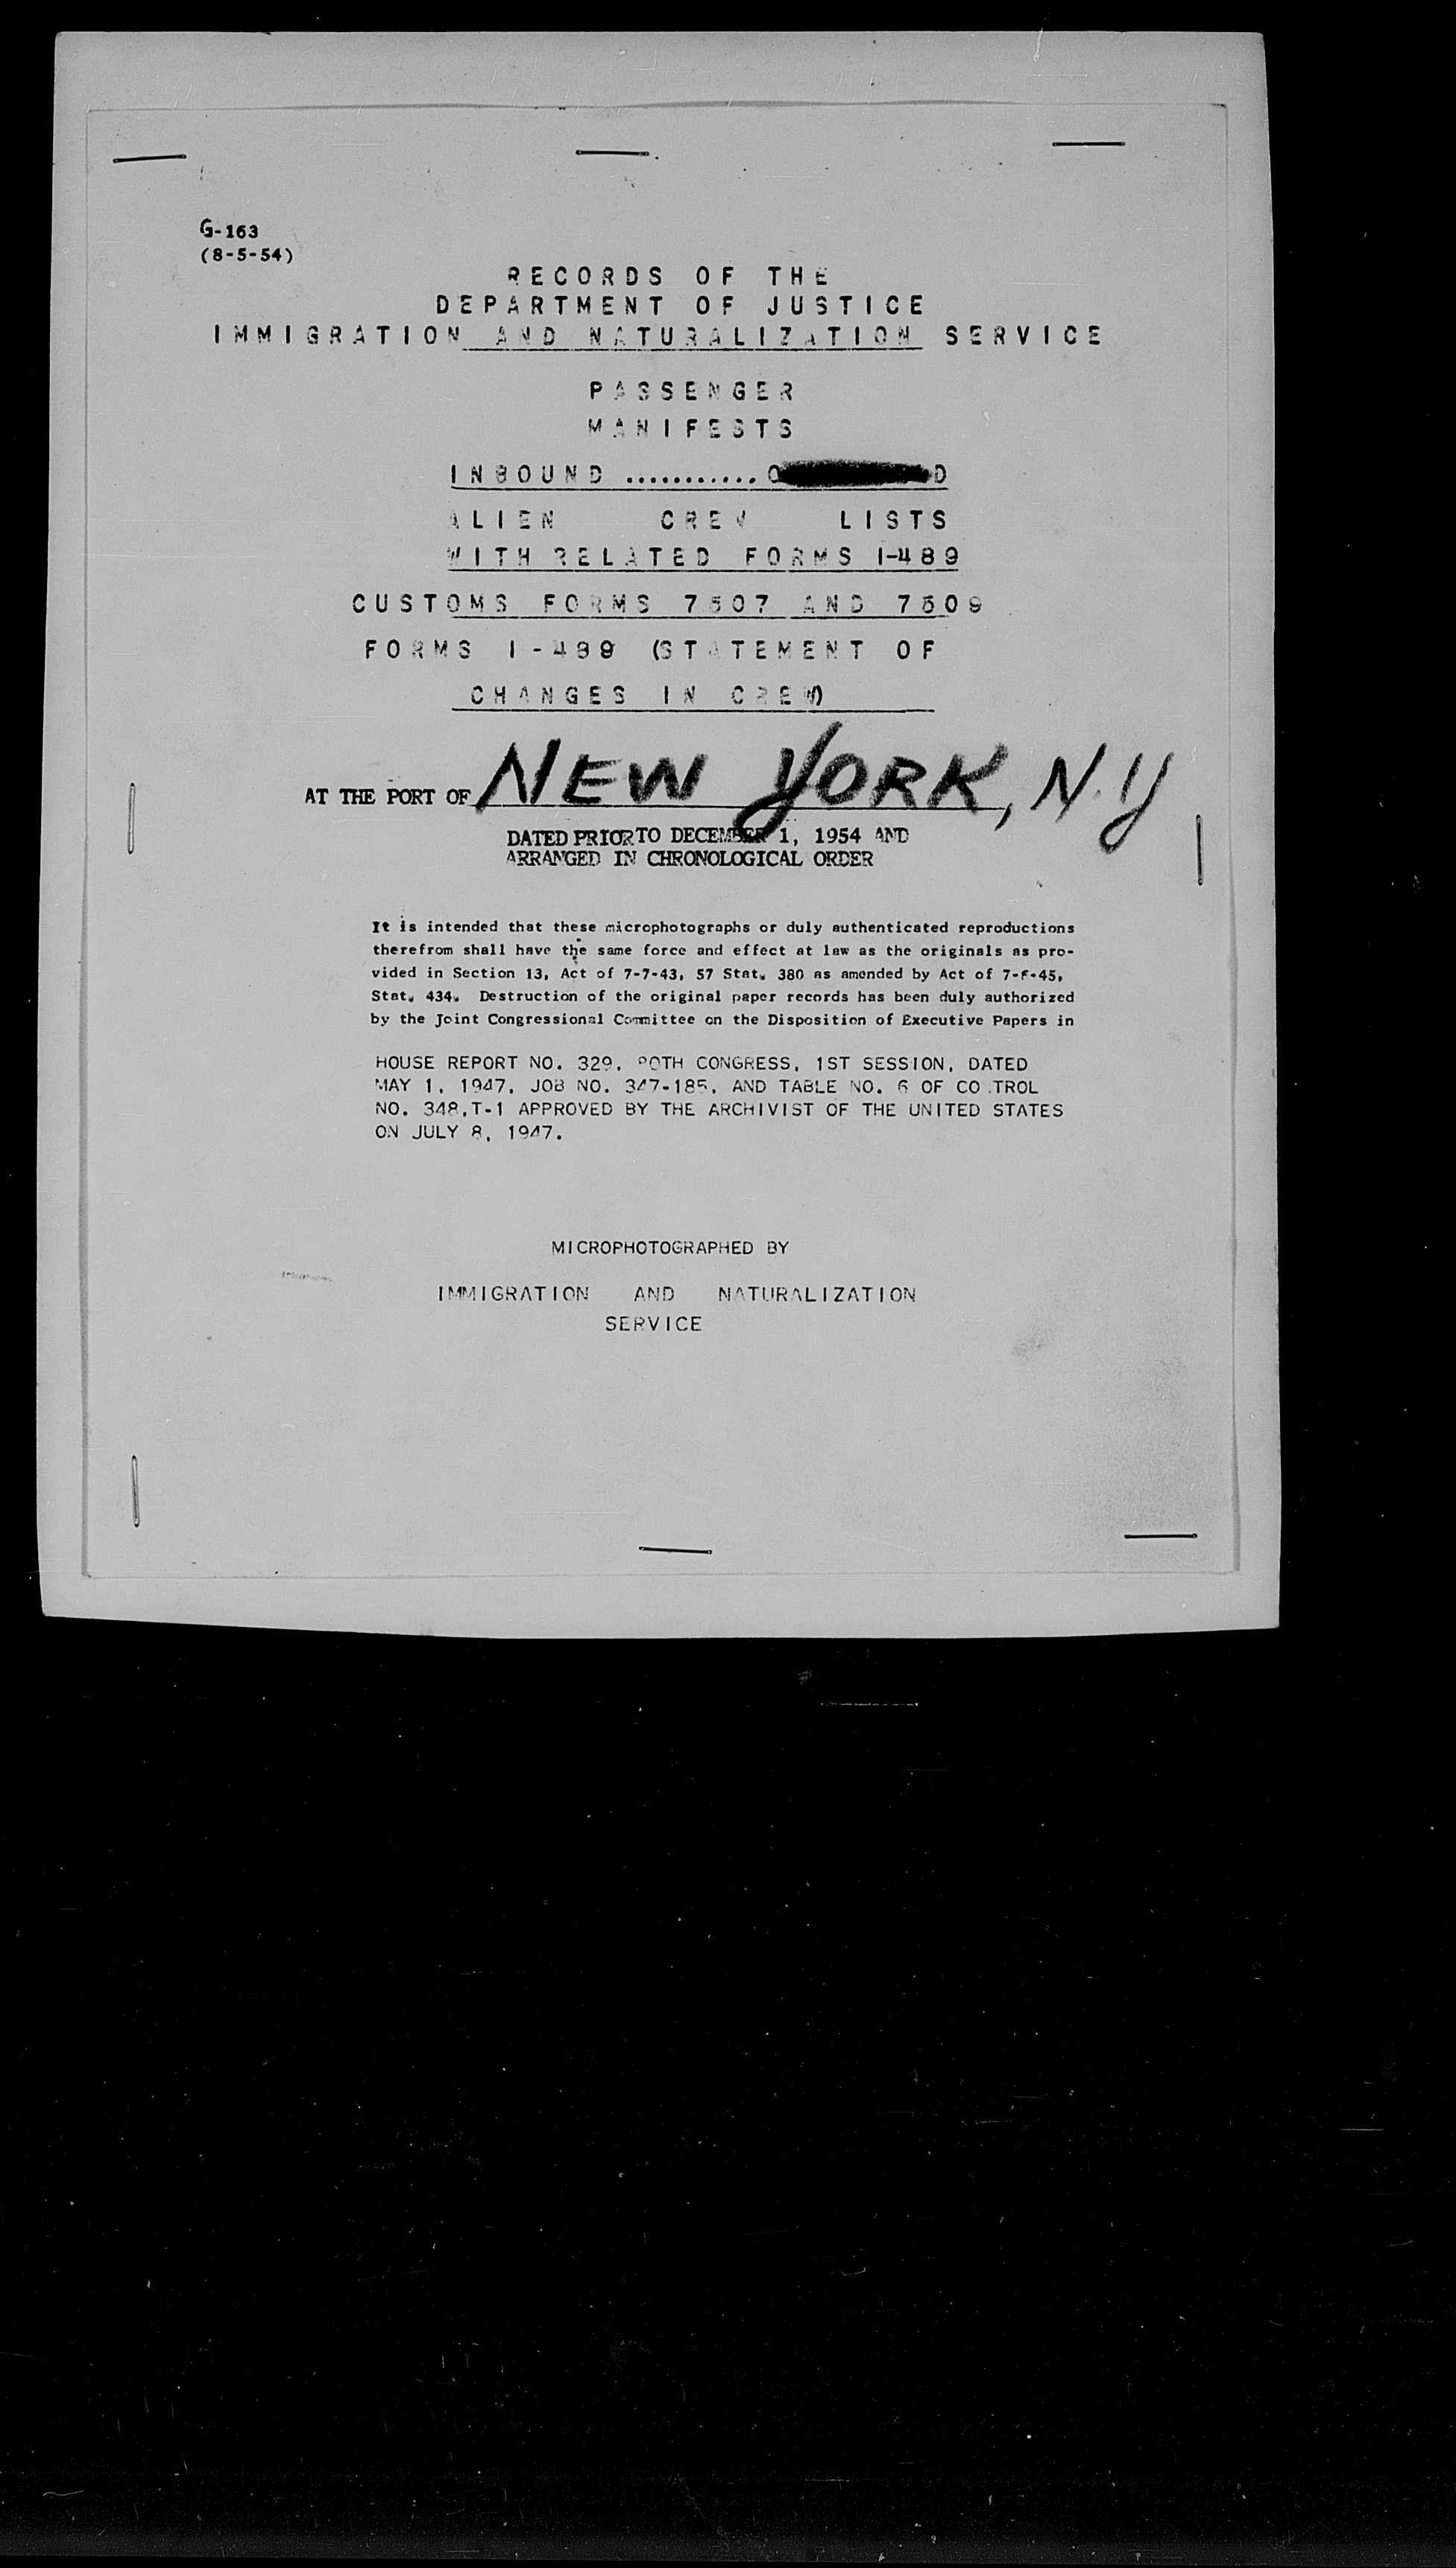 G-163
(8-5-54)
RECORDS OF THE
DEPARTMENT OF JUSTICE
IMMIGRATION AND NATURALIZATION SERVICE
PASSENGER
MANIFESTS
INBOUND ...........
ALIEN CREW LISTS
WITH RELATED FORMS I-489
CUSTOMS FORMS 7507 AND 7509
FORMS I-489 (STATEMENT OF
CHANGES IN CREW)
AT THE PORT OF NEW YORK, N.Y
DATED PRIOR TO DECEMBER 1, 1954 AND
ARRANGED IN CHRONOLOGICAL ORDER
It is intended that these microphotographs or duly authenticated reproductions
therefrom shall have the same force and effect at law as the originals as pro-
vided in Section 13, Act of 7-7-43, 57 Stat. 380 as amended by Act of
Stat. 434. Destruction of the original paper records has been duly authorized
by the Joint Congressional Committee on the Disposition of Executive Papers in
HOUSE REPORT NO. 329, 80TH CONGRESS, 1ST SESSION, DATED
MAY 1, 1947, JOB NO. 347-185, AND TABLE NO. 6 OF CO TROL
NO. 348,T-1 APPROVED BY THE ARCHIVIST OF THE UNITED STATES
ON JULY 8, 1947.
MICROPHOTOGRAPHED BY
IMMIGRATION AND NATURALIZATION
SERVICE